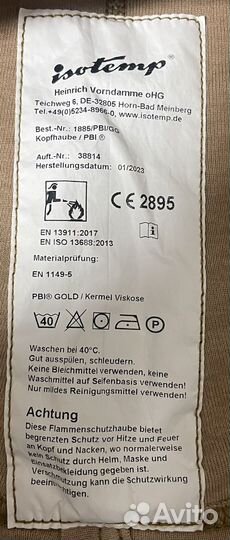 isotemp®
Heinrich Vorndamme oHG
Teichweg 6, DE-32805 Horn-Bad Meinberg
Tel.+49(0)5234-8966-0, www.isotemp.de
Best.-Nr.: 1885/PBI/Go
Kopfhaube / PBI ®
Auft.-Nr.: 38814
Herstellungsdatum: 01/2023
CE 2895
EN 13911:2017
EN ISO 13688:2013
Materialprüfung:
EN 1149-5
PBI® GOLD / Kermel Viskose
40
P
Waschen bei 40°C.
Gut ausspülen, schleudern.
Keine Bleichmittel verwenden!
Waschmittel auf Seifenbasis verwenden!
Nur mildes Reinigungsmittel verwenden!
Achtung
Diese Flammenschutzhaube bietet
begrenzten Schutz vor Hitze und Feuer
an Kopf und Nacken, wo normalerweise
kein Schutz durch Helm, Maske und
Einsatzbekleidung gegeben ist.
Verschmutzung kann die Schutzwirkung
beeinträchtigen.
Avito